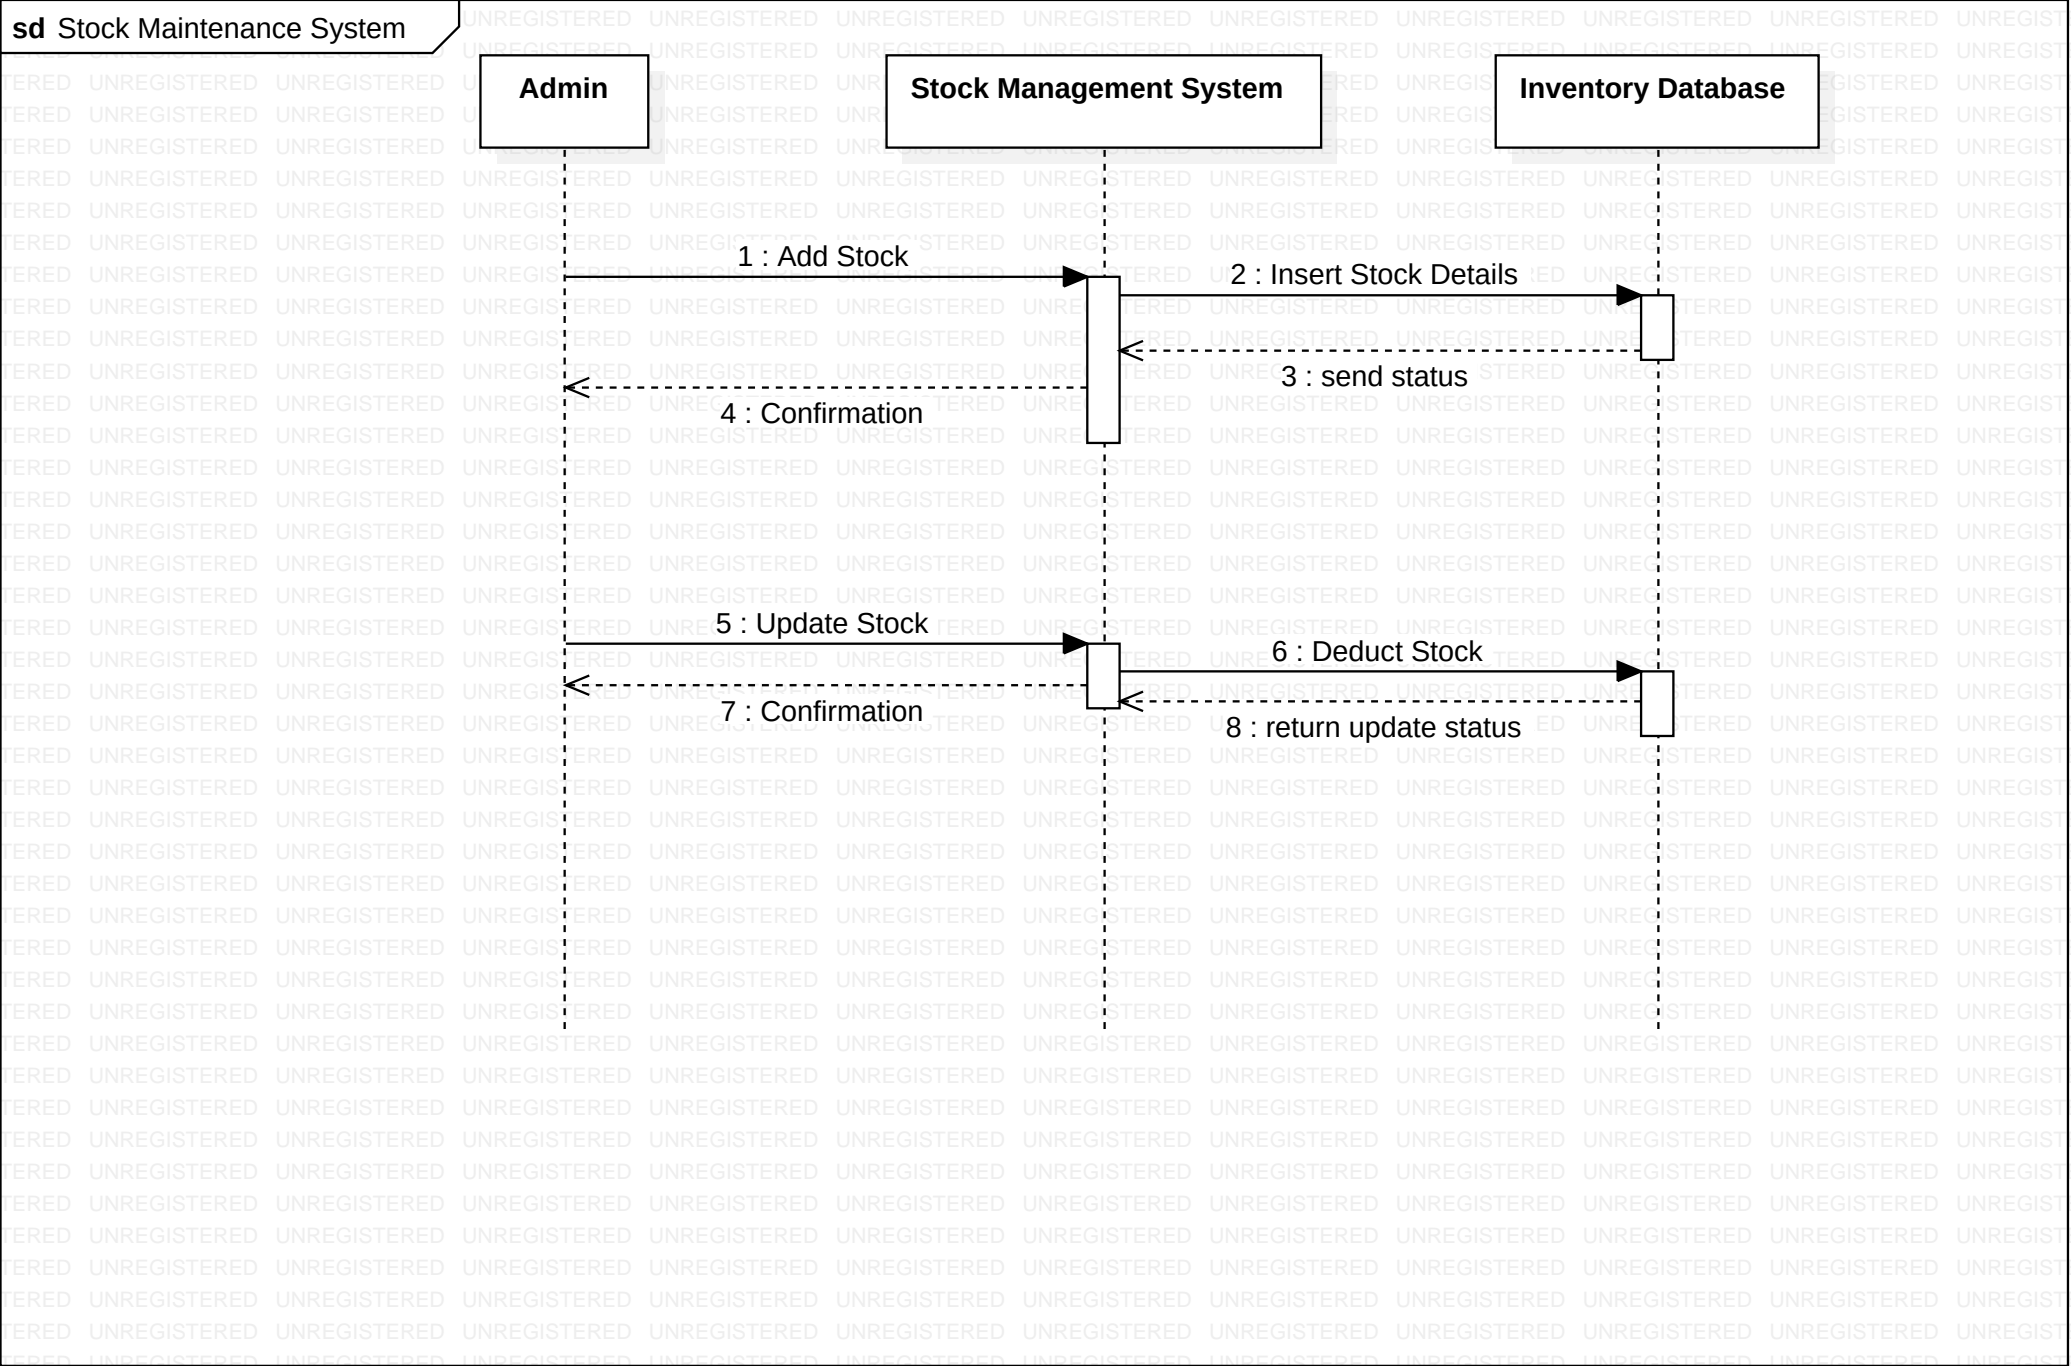 sd Stock Maintenance System
Admin
Stock Management System
Inventory Database
1 : Add Stock
2 : Insert Stock Details
3 : send status
4 : Confirmation
5 : Update Stock
6 : Deduct Stock
7 : Confirmation
8 : return update status
UNREGISTERED